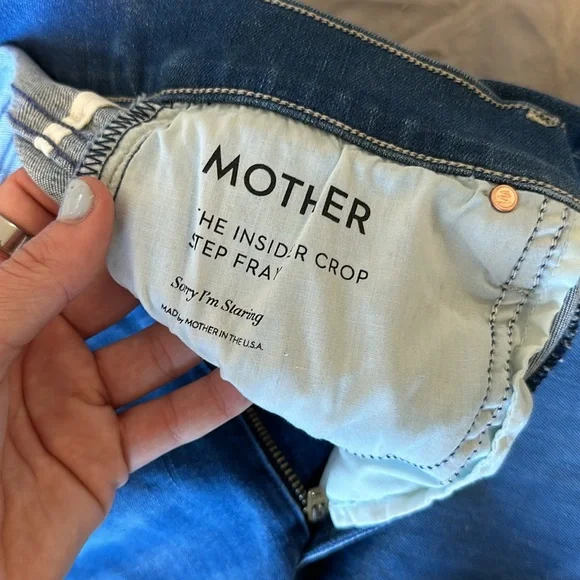 MOTHER
THE INSIDER CROP
STEP FRAY
Sorry I'm Staring
MADE by MOTHER IN THE U.S.A.